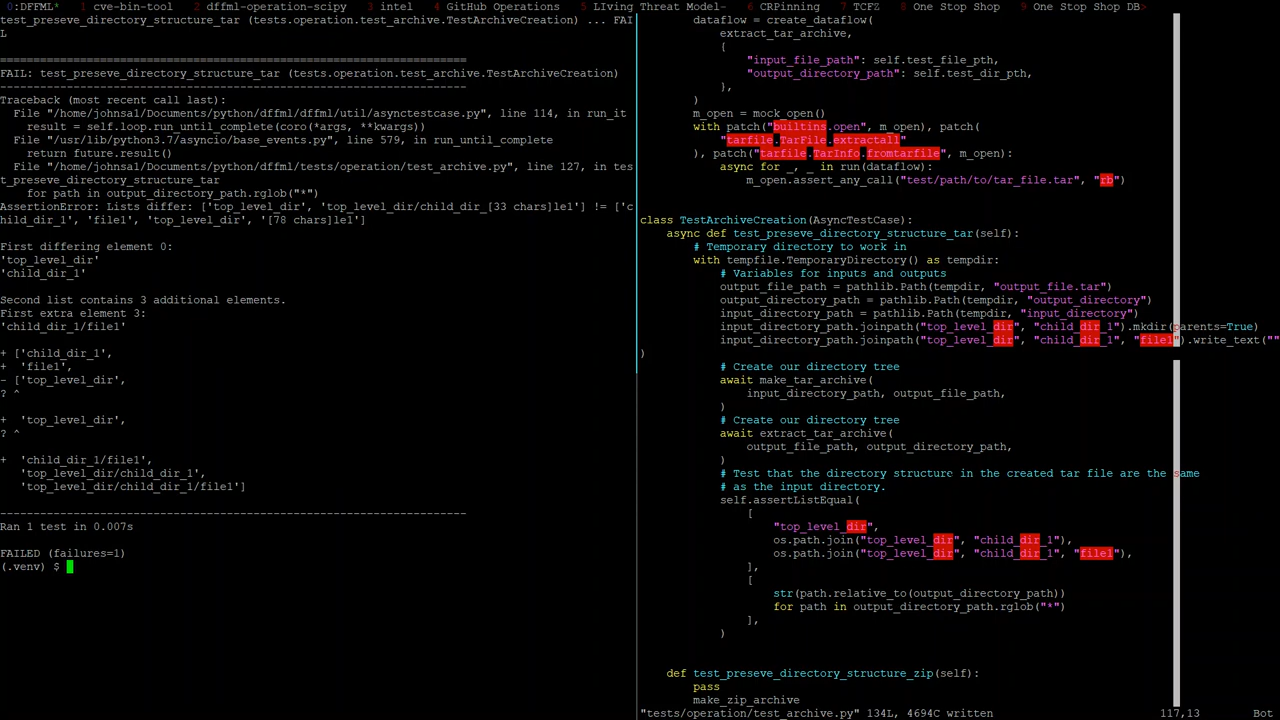 0:DFFML*  1 cve-bin-tool  2 dffml-operation-scipy  3 intel  4 GitHub Operations  5 LIving Threat Model-  6 CRPinning  7 TCFZ  8 One Stop Shop  9 One Stop Shop DB>
test_preseve_directory_structure_tar (tests.operation.test_archive.TestArchiveCreation) ... FAI
L
======================================================================
FAIL: test_preseve_directory_structure_tar (tests.operation.test_archive.TestArchiveCreation)
----------------------------------------------------------------------
Traceback (most recent call last):
  File "/home/johnsa1/Documents/python/dffml/dffml/util/asynctestcase.py", line 114, in run_it
    result = self.loop.run_until_complete(coro(*args, **kwargs))
  File "/usr/lib/python3.7/asyncio/base_events.py", line 579, in run_until_complete
    return future.result()
  File "/home/johnsa1/Documents/python/dffml/tests/operation/test_archive.py", line 127, in tes
t_preseve_directory_structure_tar
    for path in output_directory_path.rglob("*")
AssertionError: Lists differ: ['top_level_dir', 'top_level_dir/child_dir_[33 chars]le1'] != ['c
hild_dir_1', 'file1', 'top_level_dir', '[78 chars]le1']
First differing element 0:
'top_level_dir'
'child_dir_1'
Second list contains 3 additional elements.
First extra element 3:
'child_dir_1/file1'
+ ['child_dir_1',
+  'file1',
- ['top_level_dir',
? ^
+  'top_level_dir',
? ^
+  'child_dir_1/file1',
   'top_level_dir/child_dir_1',
   'top_level_dir/child_dir_1/file1']
----------------------------------------------------------------------
Ran 1 test in 0.007s
FAILED (failures=1)
(.venv) $
        dataflow = create_dataflow(
            extract_tar_archive,
            {
                "input_file_path": self.test_file_pth,
                "output_directory_path": self.test_dir_pth,
            },
        )
        m_open = mock_open()
        with patch("builtins.open", m_open), patch(
            "tarfile.TarFile.extractall"
        ), patch("tarfile.TarInfo.fromtarfile", m_open):
            async for _, _ in run(dataflow):
                m_open.assert_any_call("test/path/to/tar_file.tar", "rb")
class TestArchiveCreation(AsyncTestCase):
    async def test_preseve_directory_structure_tar(self):
        # Temporary directory to work in
        with tempfile.TemporaryDirectory() as tempdir:
            # Variables for inputs and outputs
            output_file_path = pathlib.Path(tempdir, "output_file.tar")
            output_directory_path = pathlib.Path(tempdir, "output_directory")
            input_directory_path = pathlib.Path(tempdir, "input_directory")
            input_directory_path.joinpath("top_level_dir", "child_dir_1").mkdir(parents=True)
            input_directory_path.joinpath("top_level_dir", "child_dir_1", "file1").write_text(""
)
            # Create our directory tree
            await make_tar_archive(
                input_directory_path, output_file_path,
            )
            # Create our directory tree
            await extract_tar_archive(
                output_file_path, output_directory_path,
            )
            # Test that the directory structure in the created tar file are the same
            # as the input directory.
            self.assertListEqual(
                [
                    "top_level_dir",
                    os.path.join("top_level_dir", "child_dir_1"),
                    os.path.join("top_level_dir", "child_dir_1", "file1"),
                ],
                [
                    str(path.relative_to(output_directory_path))
                    for path in output_directory_path.rglob("*")
                ],
            )
    def test_preseve_directory_structure_zip(self):
        pass
        make_zip_archive
"tests/operation/test_archive.py" 134L, 4694C written    117,13    Bot